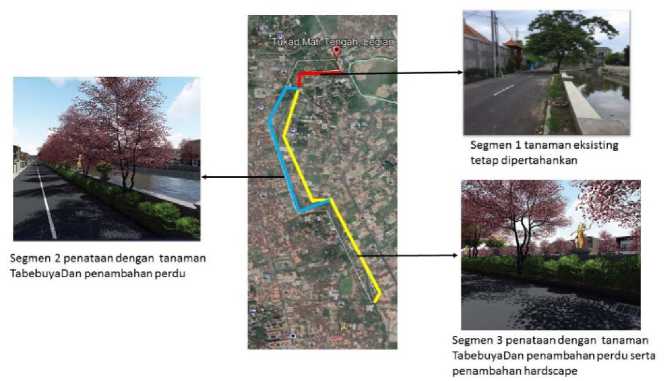 Tukad Mati Tengah, Legian
Segmen 1 tanaman eksisting
tetap dipertahankan
Segmen 2 penataan dengan tanaman
TabebuyaDan penambahan perdu
Segmen 3 penataan dengan tanaman
TabebuyaDan penambahan perdu serta
penambahan hardscape